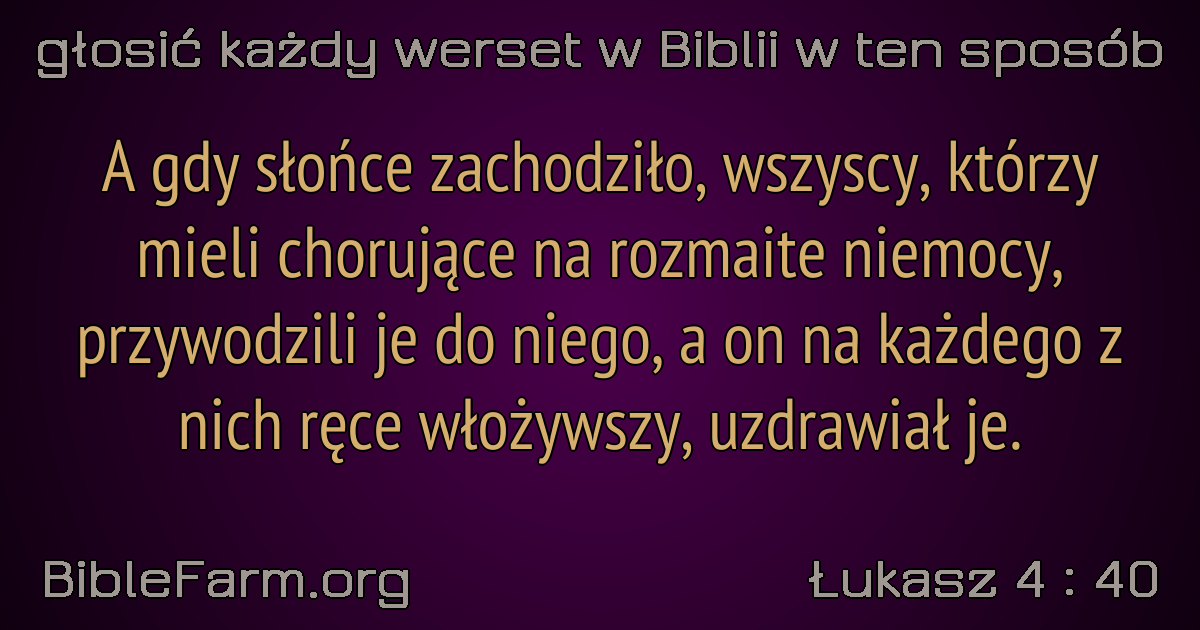 głosić każdy werset w Biblii w ten sposób
A gdy słońce zachodziło, wszyscy, którzy
mieli chorujące na rozmaite niemocy,
przywodzili je do niego, a on na każdego z
nich ręce włożywszy, uzdrawiał je.
BibleFarm.org
Łukasz 4 : 40